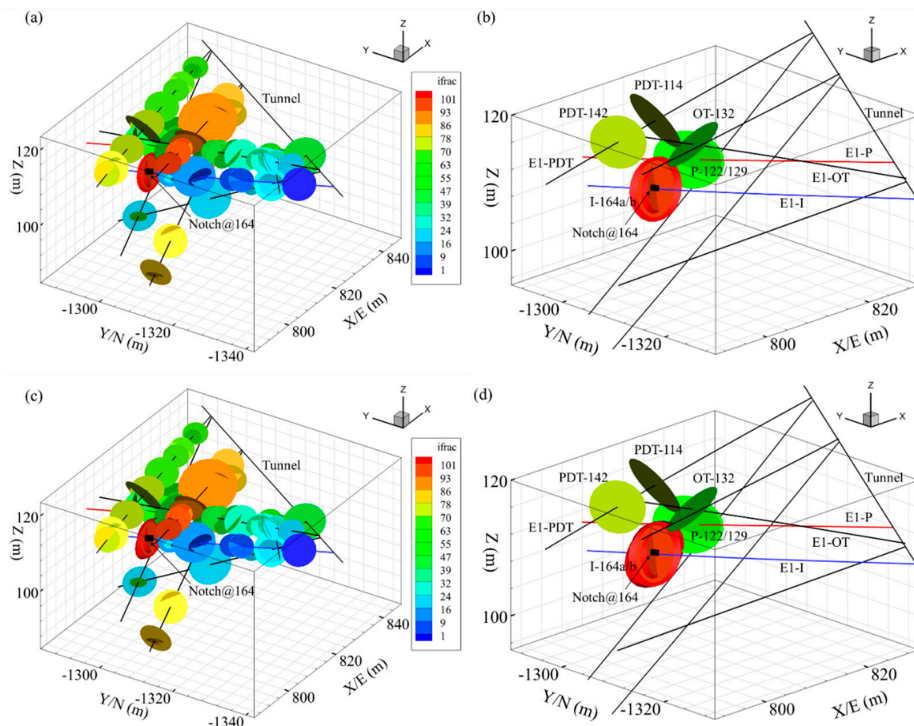 (a)
Z
Y
X
ifrac
101
93
86
78
70
63
55
47
39
31
24
16
9
1
Tunnel
120
100
Z (m)
Notch@164
-1300
-1320
-1340
Y/N (m)
800
820
840
X/E (m)
(b)
Z
Y
X
PDT-114
PDT-142
OT-132
Tunnel
E1-PDT
P-122/129
E1-P
E1-OT
I-164a/b
E1-I
Notch@164
120
100
Z (m)
-1300
-1320
Y/N (m)
800
820
X/E (m)
(c)
Z
Y
X
ifrac
101
93
86
78
70
63
55
47
39
31
24
16
9
1
Tunnel
120
100
Z (m)
Notch@164
-1300
-1320
-1340
Y/N (m)
800
820
840
X/E (m)
(d)
Z
Y
X
PDT-114
PDT-142
OT-132
Tunnel
E1-PDT
P-122/129
E1-P
E1-OT
I-164a/b
E1-I
Notch@164
120
100
Z (m)
-1300
-1320
Y/N (m)
800
820
X/E (m)